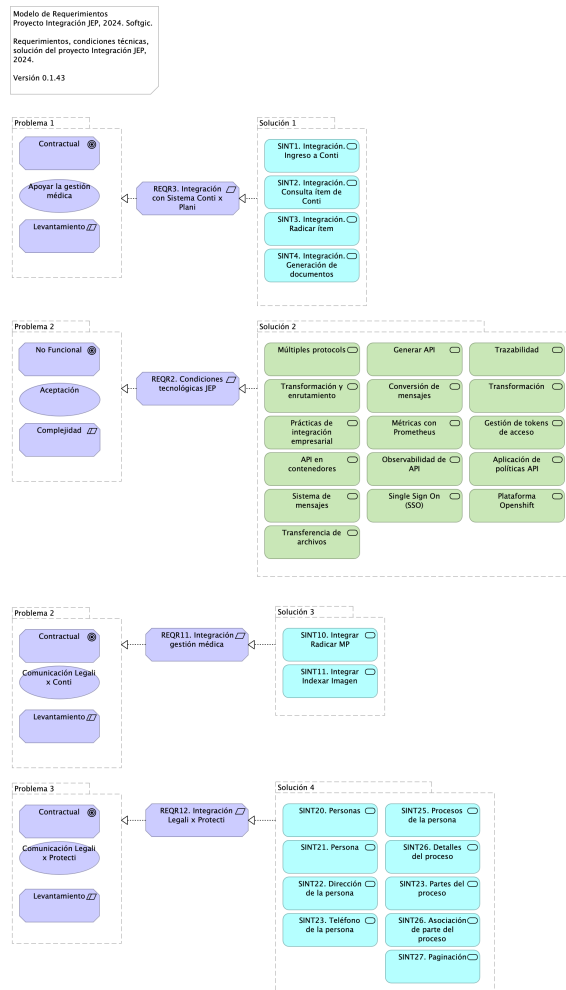 Modelo de Requerimientos
Proyecto Integración JEP, 2024. Softgic.
Requerimientos, condiciones técnicas,
solución del proyecto Integración JEP,
2024.
Versión 0.1.43
Problema 1
Contractual
Apoyar la gestión
médica
Levantamiento
REQR3. Integración
con Sistema Conti x
Plani
Solución 1
SINT1. Integración.
Ingreso a Conti
SINT2. Integración.
Consulta ítem de
Conti
SINT3. Integración.
Radicar ítem
SINT4. Integración.
Generación de
documentos
Problema 2
No Funcional
Aceptación
Complejidad
REQR2. Condiciones
tecnológicas JEP
Solución 2
Múltiples protocols
Generar API
Trazabilidad
Transformación y
enrutamiento
Conversión de
mensajes
Transformación
Prácticas de
integración
empresarial
Métricas con
Prometheus
Gestión de tokens
de acceso
API en
contenedores
Observabilidad de
API
Aplicación de
políticas API
Sistema de
mensajes
Single Sign On
(SSO)
Plataforma
Openshift
Transferencia de
archivos
Problema 2
Contractual
Comunicación Legali
x Conti
Levantamiento
REQR11. Integración
gestión médica
Solución 3
SINT10. Integrar
Radicar MP
SINT11. Integrar
Indexar Imagen
Problema 3
Contractual
Comunicación Legali
x Protecti
Levantamiento
REQR12. Integración
Legali x Protecti
Solución 4
SINT20. Personas
SINT25. Procesos
de la persona
SINT21. Persona
SINT26. Detalles
del proceso
SINT22. Dirección
de la persona
SINT23. Partes del
proceso
SINT23. Teléfono
de la persona
SINT26. Asociación
de parte del
proceso
SINT27. Paginación